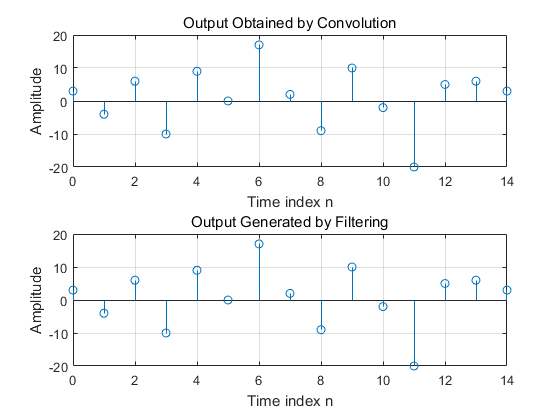 Output Obtained by Convolution
20
10
0
-10
-20
Amplitude
0 2 4 6 8 10 12 14
Time index n
Output Generated by Filtering
20
10
0
-10
-20
Amplitude
0 2 4 6 8 10 12 14
Time index n